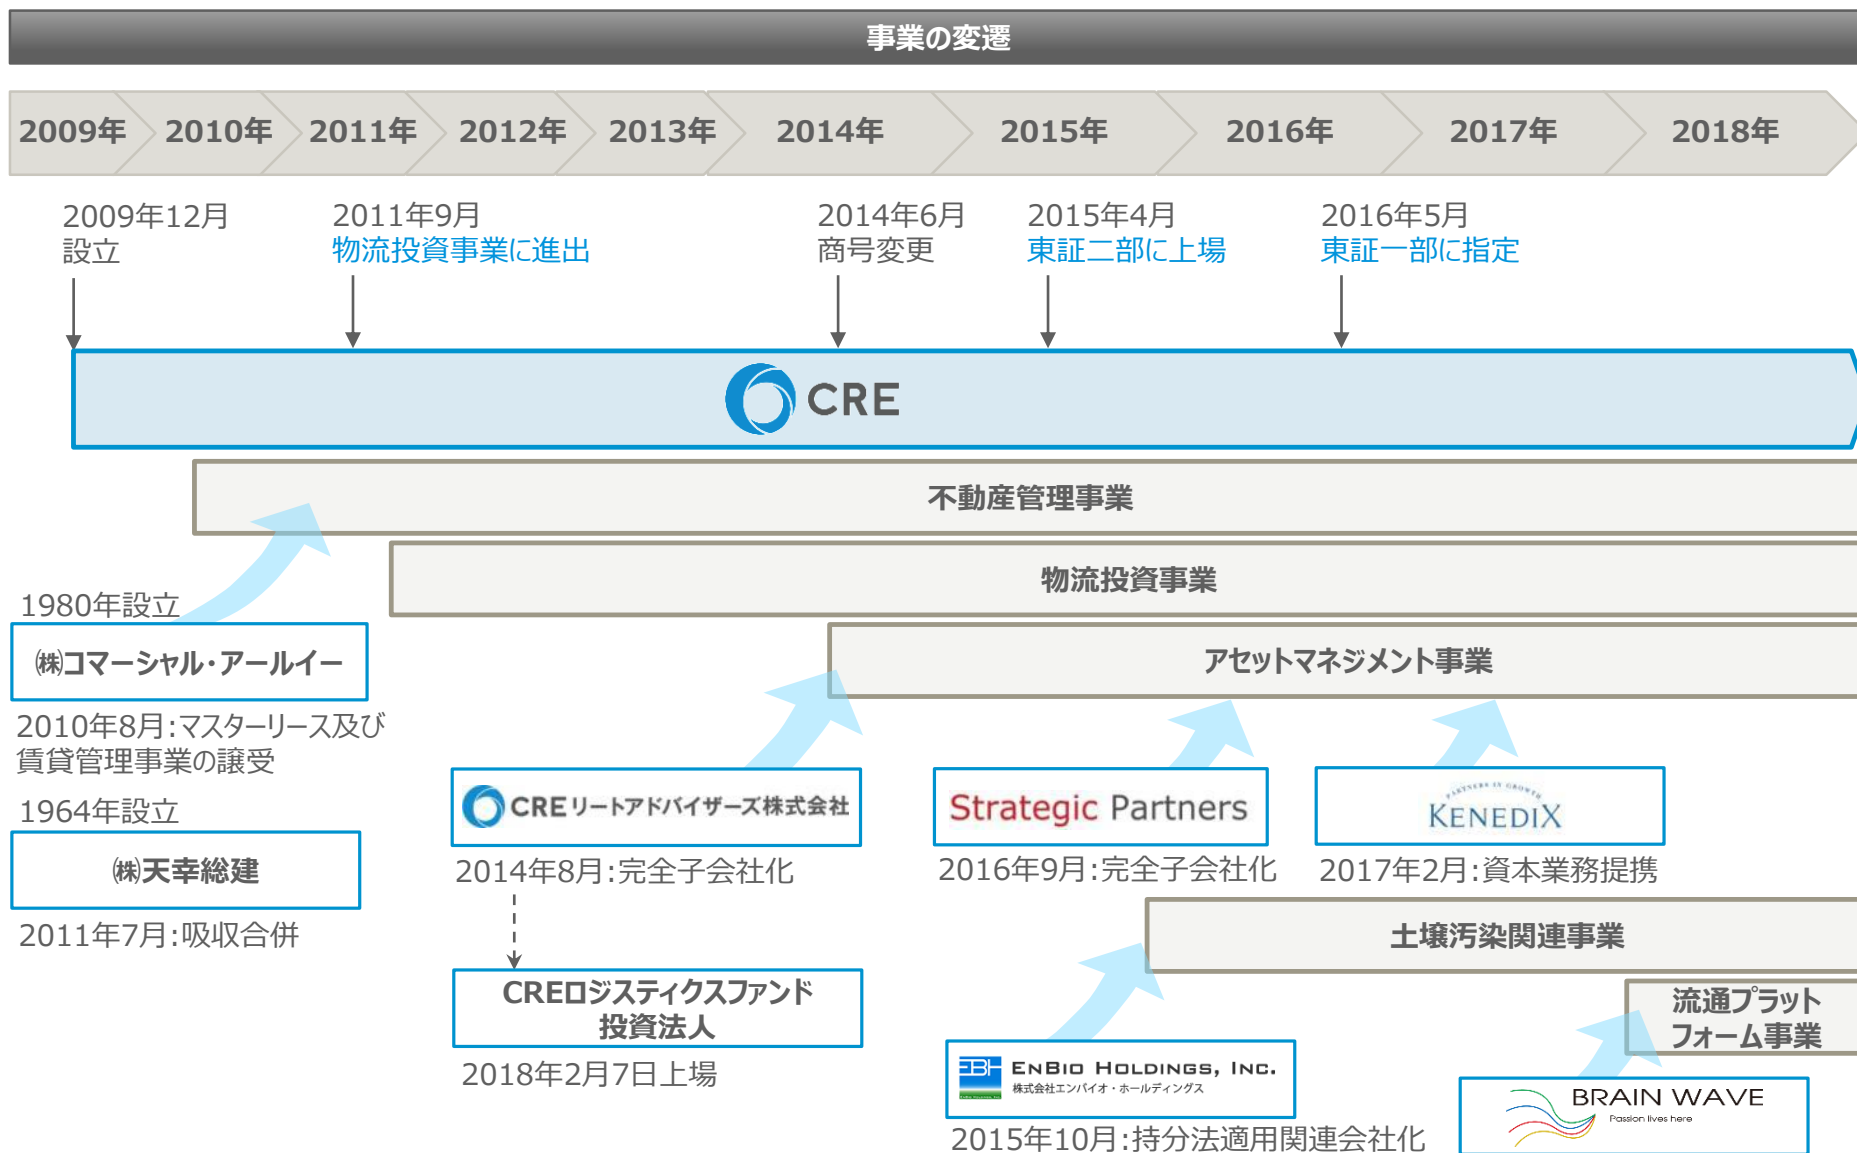 事業の変遷
2009年
2010年
2011年
2012年
2013年
2014年
2015年
2016年
2017年
2018年
2009年12月
設立
2011年9月
物流投資事業に進出
2014年6月
商号変更
2015年4月
東証二部に上場
2016年5月
東証一部に指定
CRE
不動産管理事業
物流投資事業
1980年設立
㈱コマーシャル・アールイー
2010年8月:マスターリース及び
賃貸管理事業の譲受
1964年設立
㈱天幸総建
2011年7月:吸収合併
アセットマネジメント事業
CREリートアドバイザーズ株式会社
2014年8月:完全子会社化
CREロジスティクスファンド
投資法人
2018年2月7日上場
Strategic Partners
2016年9月:完全子会社化
PARTNERS IN GROWTH
KENEDIX
2017年2月:資本業務提携
土壌汚染関連事業
EBH
ENBIO HOLDINGS, INC.
株式会社エンバイオ・ホールディングス
2015年10月:持分法適用関連会社化
流通プラット
フォーム事業
BRAIN WAVE
Passion lives here